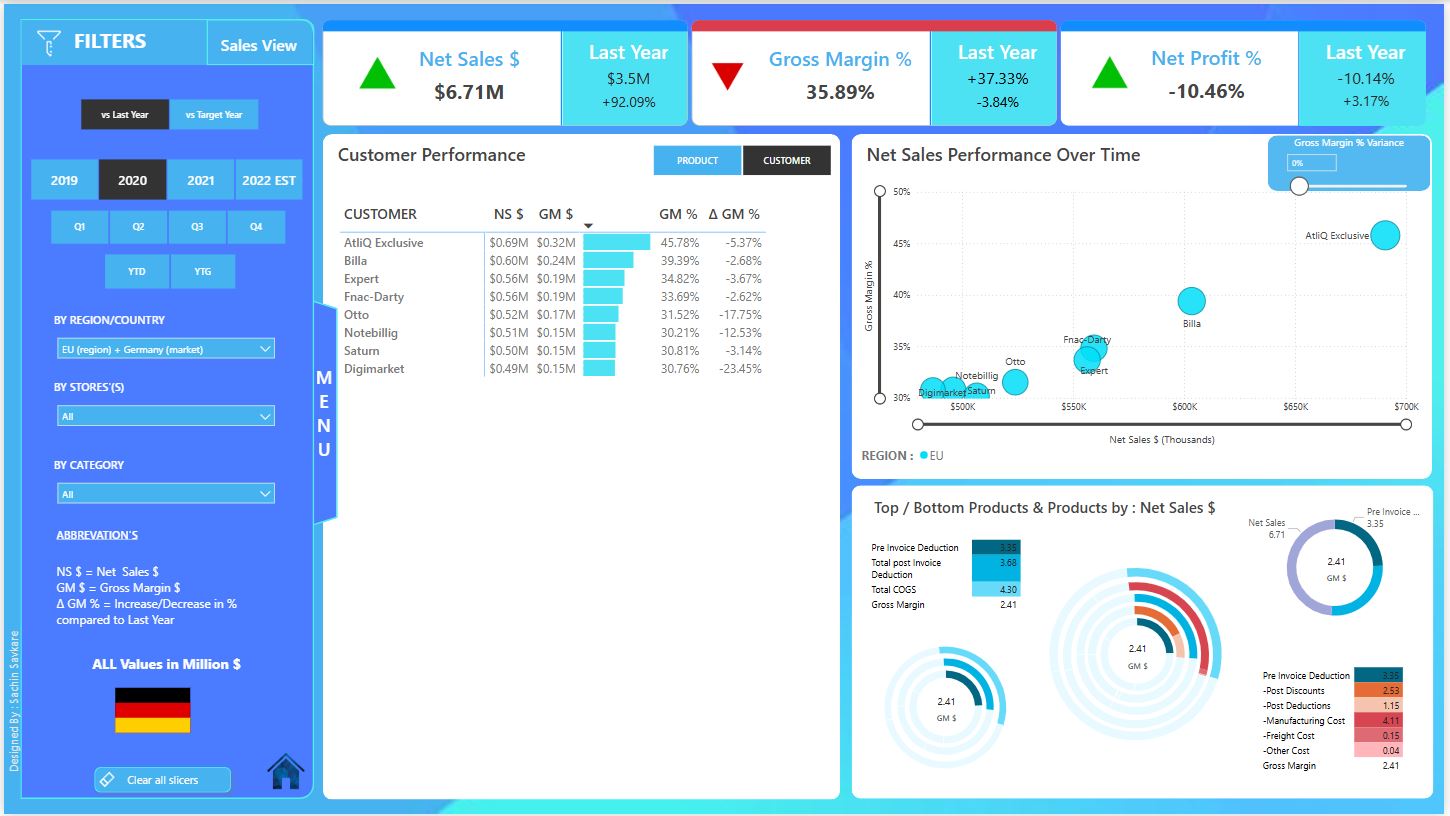 FILTERS
Sales View
vs Last Year
vs Target Year
2019
2020
2021
2022 EST
Q1
Q2
Q3
Q4
YTD
YTG
BY REGION/COUNTRY
EU (region) + Germany (market)
BY STORES'(S)
All
BY CATEGORY
All
ABBREVATION'S
NS $ = Net Sales $
GM $ = Gross Margin $
Δ GM % = Increase/Decrease in %
compared to Last Year
ALL Values in Million $
Clear all slicers
Designed By : Sachin Savkare
M
E
N
U
Net Sales $
$6.71M
Last Year
$3.5M
+92.09%
Gross Margin %
35.89%
Last Year
+37.33%
-3.84%
Net Profit %
-10.46%
Last Year
-10.14%
+3.17%
Customer Performance
PRODUCT
CUSTOMER
CUSTOMER NS $ GM $ GM % Δ GM %
AtliQ Exclusive $0.69M $0.32M 45.78% -5.37%
Billa $0.60M $0.24M 39.39% -2.68%
Expert $0.56M $0.19M 34.82% -3.67%
Fnac-Darty $0.56M $0.19M 33.69% -2.62%
Otto $0.52M $0.17M 31.52% -17.75%
Notebillig $0.51M $0.15M 30.21% -12.53%
Saturn $0.50M $0.15M 30.81% -3.14%
Digimarket $0.49M $0.15M 30.76% -23.45%
Net Sales Performance Over Time
Gross Margin % Variance
0%
50%
45%
40%
35%
30%
Gross Margin %
AtliQ Exclusive
Billa
Fnac-Darty
Expert
Otto
Notebillig
Digimarket
Saturn
$500K
$550K
$600K
$650K
$700K
Net Sales $ (Thousands)
REGION :
EU
Top / Bottom Products & Products by : Net Sales $
Pre Invoice Deduction 3.35
Total post Invoice
Deduction 3.68
Total COGS 4.30
Gross Margin 2.41
2.41
GM $
2.41
GM $
Net Sales
6.71
Pre Invoice ...
3.35
2.41
GM $
Pre Invoice Deduction 3.35
-Post Discounts 2.53
-Post Deductions 1.15
-Manufacturing Cost 4.11
-Freight Cost 0.15
-Other Cost 0.04
Gross Margin 2.41